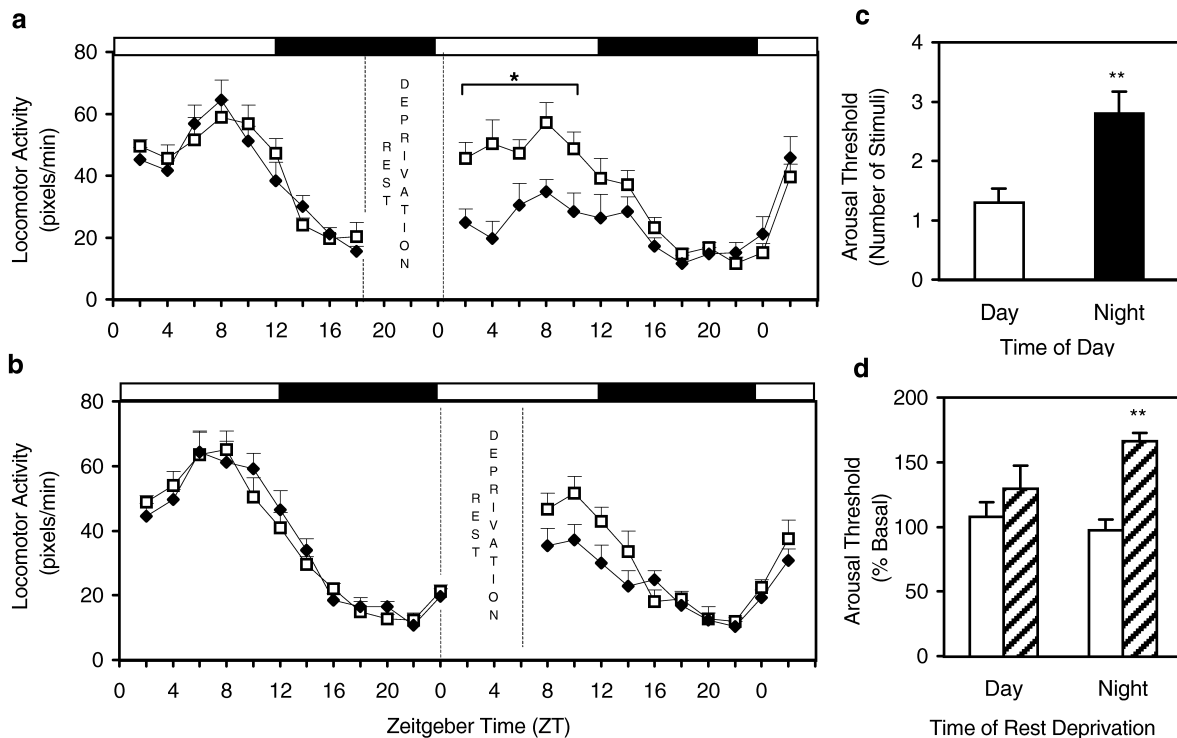 a
80
60
40
20
0
Locomotor Activity
(pixels/min)
REST
DEPRIVATION
*
0 4 8 12 16 20 0 4 8 12 16 20 0
b
80
60
40
20
0
Locomotor Activity
(pixels/min)
REST
DEPRIVATION
0 4 8 12 16 20 0 4 8 12 16 20 0
Zeitgeber Time (ZT)
c
4
3
2
1
0
Arousal Threshold
(Number of Stimuli)
**
Day Night
Time of Day
d
200
150
100
50
0
Arousal Threshold
(% Basal)
**
Day Night
Time of Rest Deprivation